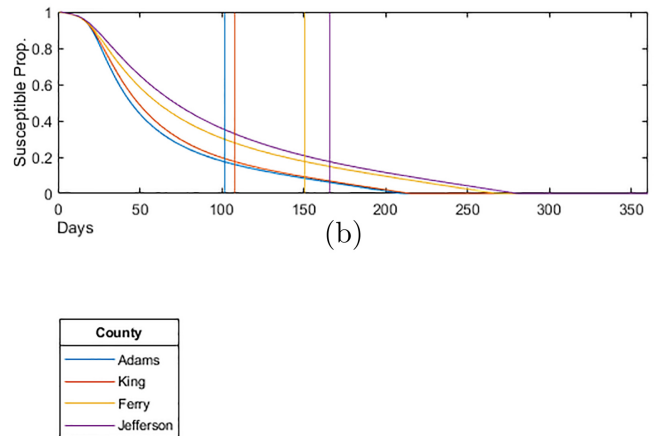 1
0.8
0.6
0.4
0.2
0
Susceptible Prop.
0 50 100 150 200 250 300 350
Days
(b)
County
Adams
King
Ferry
Jefferson